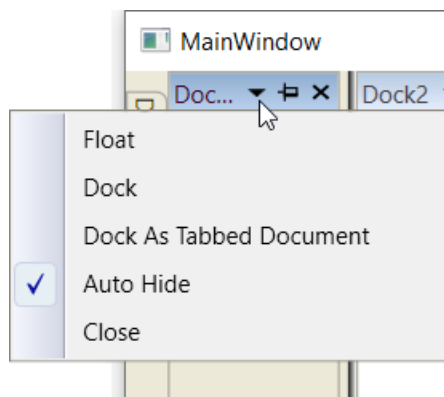 MainWindow
Doc... Dock2
Float
Dock
Dock As Tabbed Document
Auto Hide
Close